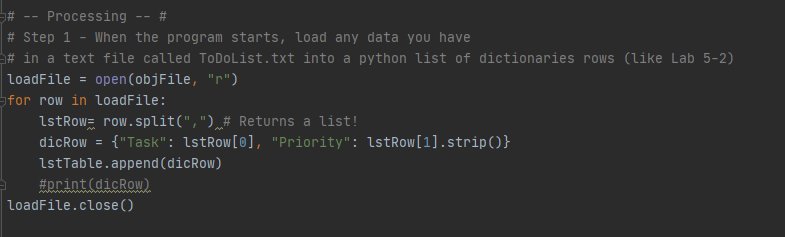 # -- Processing -- #
# Step 1 - When the program starts, load any data you have
# in a text file called ToDoList.txt into a python list of dictionaries rows (like Lab 5-2)
loadFile = open(objFile, "r")
for row in loadFile:
    lstRow= row.split(",") # Returns a list!
    dicRow = {"Task": lstRow[0], "Priority": lstRow[1].strip()}
    lstTable.append(dicRow)
    #print(dicRow)
loadFile.close()